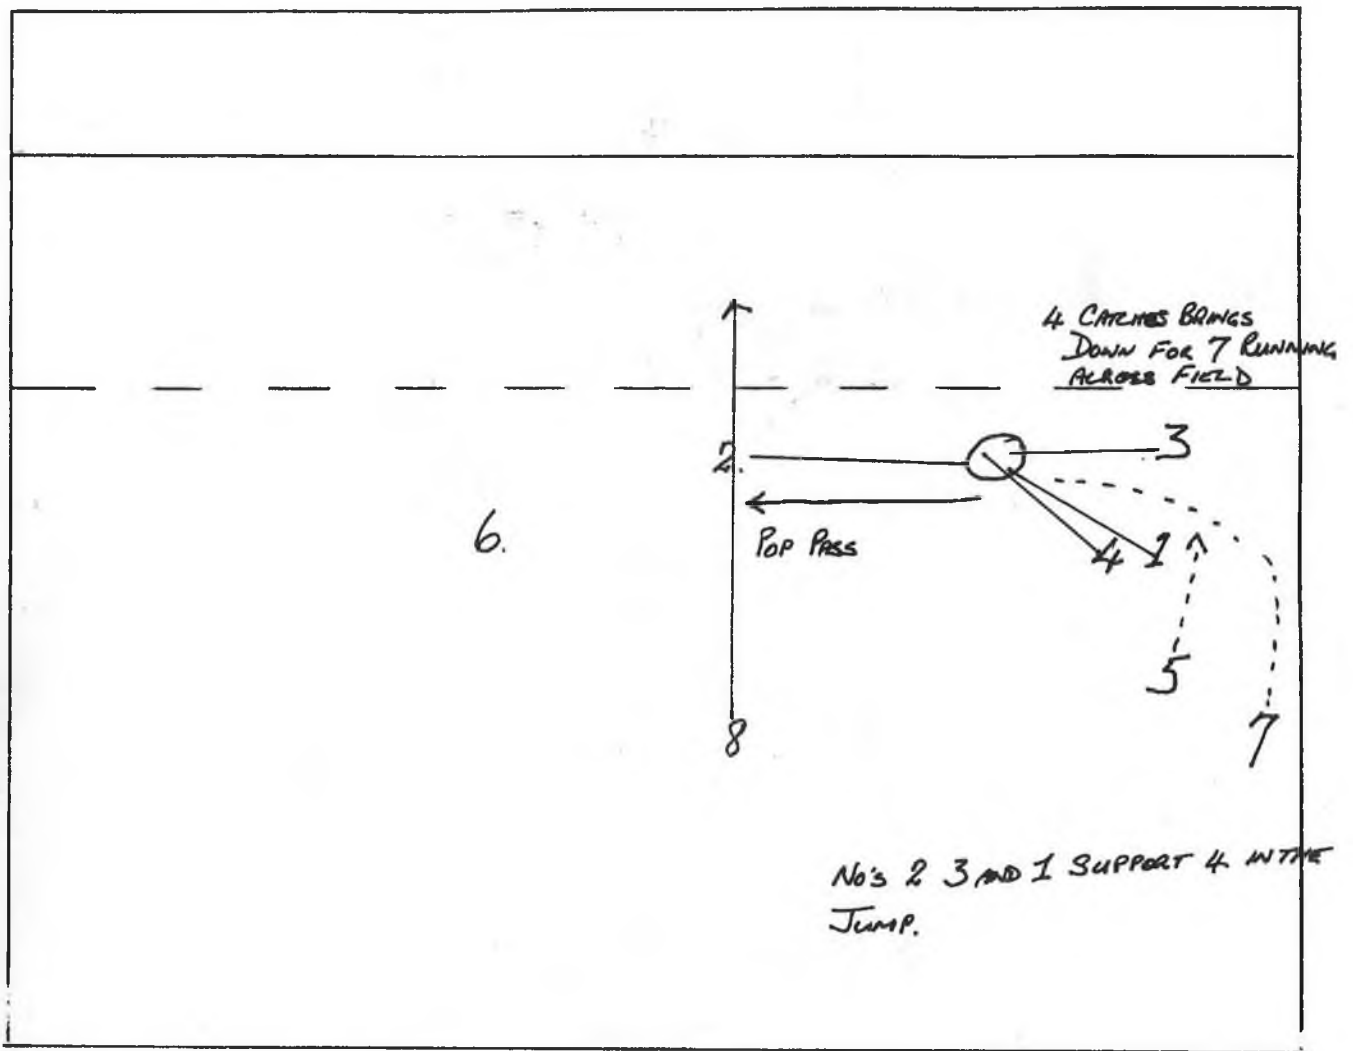 4 CATCHES BRINGS
DOWN FOR 7 RUNNING
ACROSS FIELD
3
2.
6.
POP PASS
4
1
5
8
7
No's 2 3 AND 1 SUPPORT 4 IN THE
JUMP.